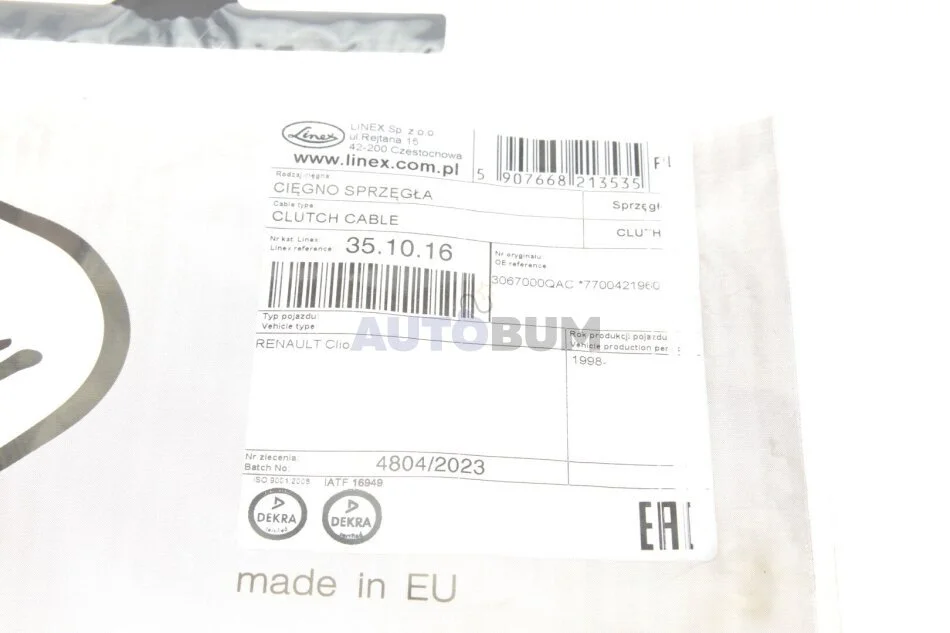 Linex
LINEX Sp. z o.o.
ul.Rejtana 16
42-200 Częstochowa
www.linex.com.pl
5 907668 213535
Rodzaj cięgna
CIĘGNO SPRZĘGŁA
Sprzęgł
Cable type
CLUTCH CABLE
Nr kat. Linex
Linex reference
35.10.16
Nr oryginału
OE reference
3067000QAC *7700421960
AUTOBUM
Typ pojazdu
Vehicle type
Rok produkcji pojazdu
Vehicle production per
RENAULT Clio
1998-
Nr zlecenia
Batch No:
4804/2023
ISO 9001:2008
IATF 16949
DEKRA
certified
DEKRA
certified
EAC
made in EU